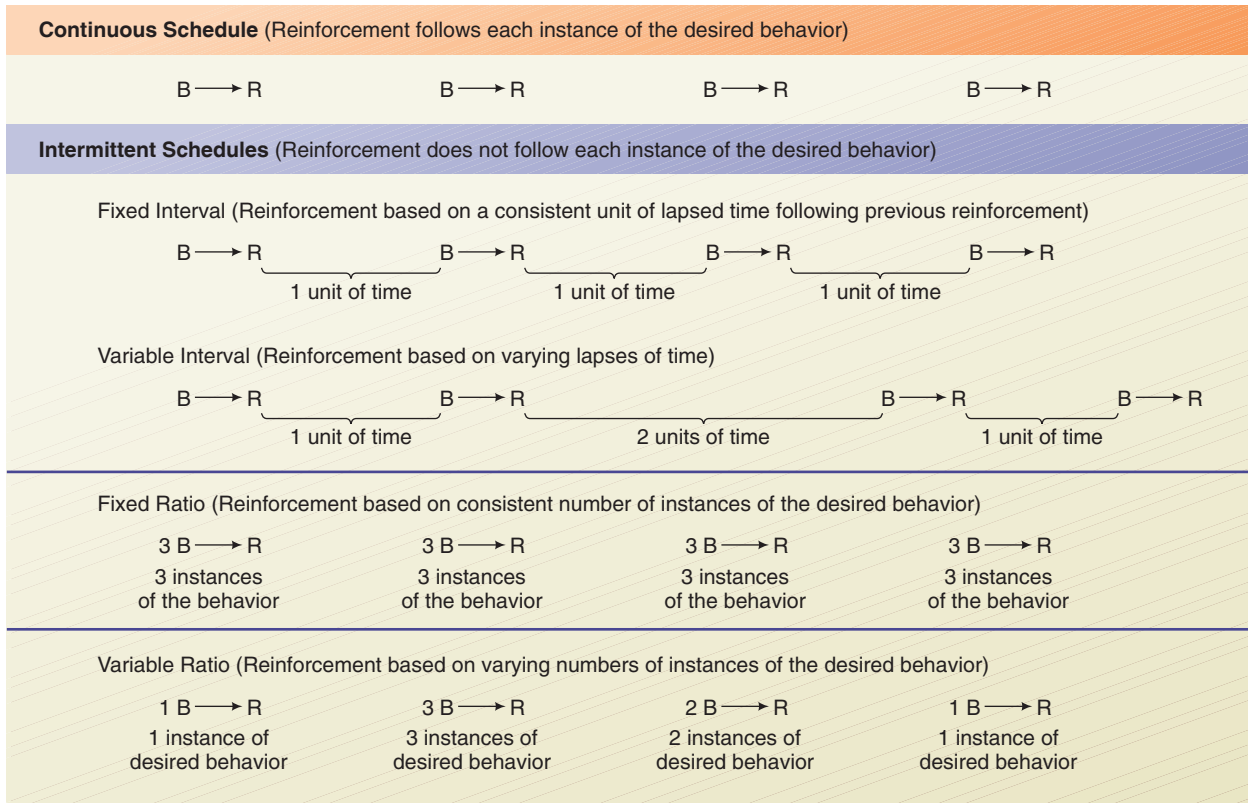 Continuous Schedule (Reinforcement follows each instance of the desired behavior)
B → R B → R B → R B → R
Intermittent Schedules (Reinforcement does not follow each instance of the desired behavior)
Fixed Interval (Reinforcement based on a consistent unit of lapsed time following previous reinforcement)
B → R B → R B → R B → R
1 unit of time 1 unit of time 1 unit of time
Variable Interval (Reinforcement based on varying lapses of time)
B → R B → R B → R B → R
1 unit of time 2 units of time 1 unit of time
Fixed Ratio (Reinforcement based on consistent number of instances of the desired behavior)
3 B → R 3 B → R 3 B → R 3 B → R
3 instances 3 instances 3 instances 3 instances
of the behavior of the behavior of the behavior of the behavior
Variable Ratio (Reinforcement based on varying numbers of instances of the desired behavior)
1 B → R 3 B → R 2 B → R 1 B → R
1 instance of 3 instances of 2 instances of 1 instance of
desired behavior desired behavior desired behavior desired behavior